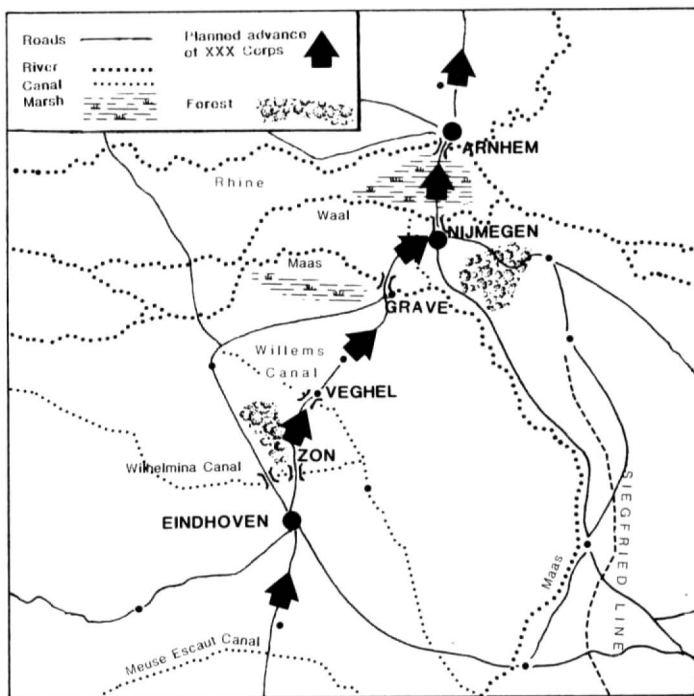 Roads
Planned advance
of XXX Corps
River
Canal
Marsh
Forest
ARNHEM
Rhine
Waal
NIJMEGEN
Maas
GRAVE
Willems
Canal
VEGHEL
ZON
Wilhelmina Canal
EINDHOVEN
SIEGFRIED LINE
Maas
Meuse Escaut Canal